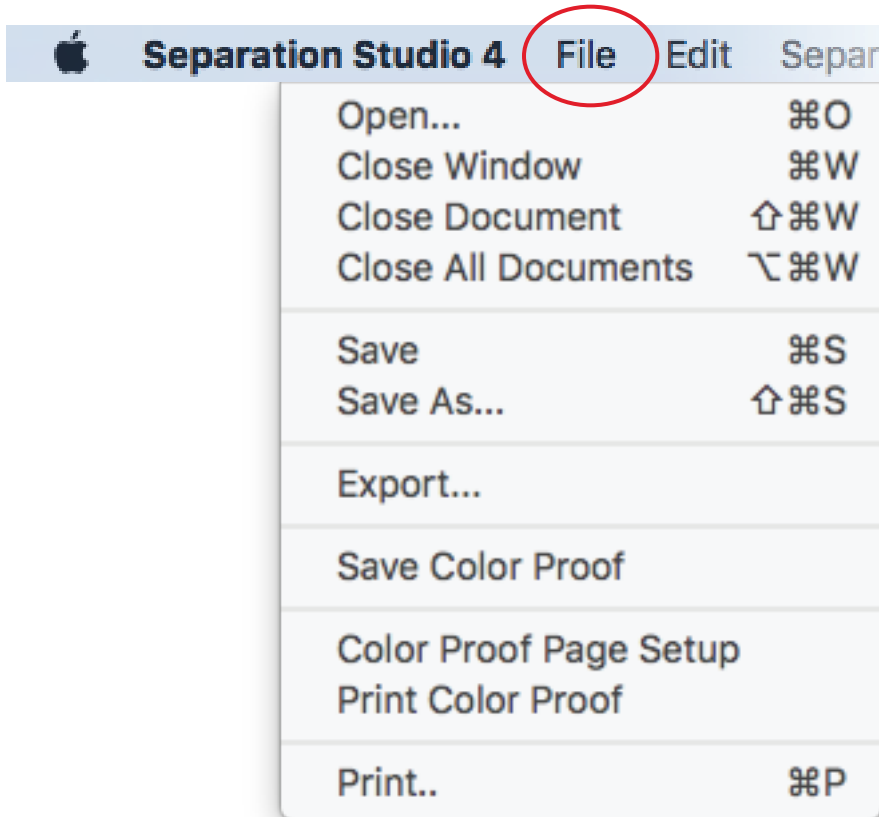 Separation Studio 4 File Edit Separ
Open... ⌘O
Close Window ⌘W
Close Document ⇧⌘W
Close All Documents ⌥⌘W
Save ⌘S
Save As... ⇧⌘S
Export...
Save Color Proof
Color Proof Page Setup
Print Color Proof
Print.. ⌘P